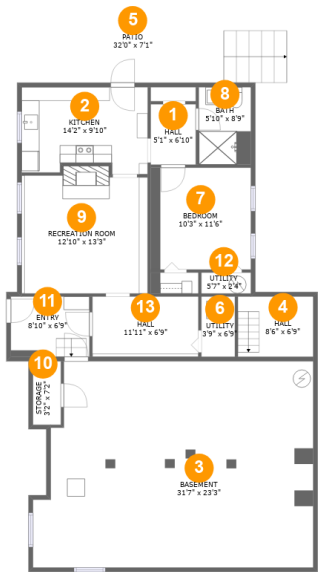 5
PATIO
32'0" x 7'1"
2
KITCHEN
14'2" x 9'10"
1
HALL
5'1" x 6'10"
8
BATH
5'10" x 8'9"
9
RECREATION ROOM
12'10" x 13'3"
7
BEDROOM
10'3" x 11'6"
12
UTILITY
5'7" x 2'4"
11
ENTRY
8'10" x 6'9"
13
HALL
11'11" x 6'9"
6
UTILITY
3'9" x 6'9"
4
HALL
8'6" x 6'9"
10
STORAGE
3'2" x 7'2"
3
BASEMENT
31'7" x 23'3"